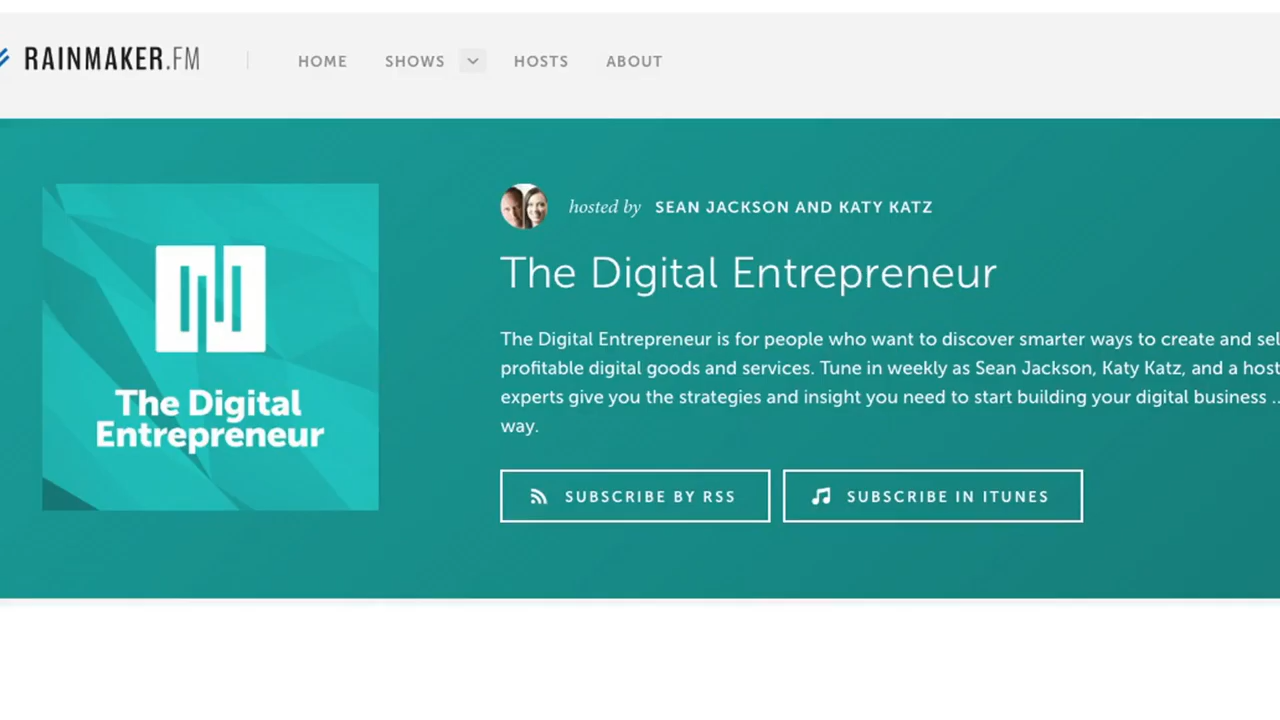 RAINMAKER.FM
HOME SHOWS HOSTS ABOUT
The Digital
Entrepreneur
hosted by SEAN JACKSON AND KATY KATZ
The Digital Entrepreneur
The Digital Entrepreneur is for people who want to discover smarter ways to create and sel
profitable digital goods and services. Tune in weekly as Sean Jackson, Katy Katz, and a host
experts give you the strategies and insight you need to start building your digital business ..
way.
SUBSCRIBE BY RSS SUBSCRIBE IN ITUNES